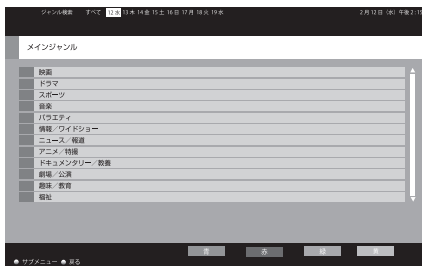 ジャンル検索 すべて 12水 13木 14金 15土 16日 17月 18火 19水 2月12日（水）午後2:15
メインジャンル
映画
ドラマ
スポーツ
音楽
バラエティ
情報／ワイドショー
ニュース／報道
アニメ／特撮
ドキュメンタリー／教養
劇場／公演
趣味／教育
福祉
青 赤 緑 黄
サブメニュー 戻る